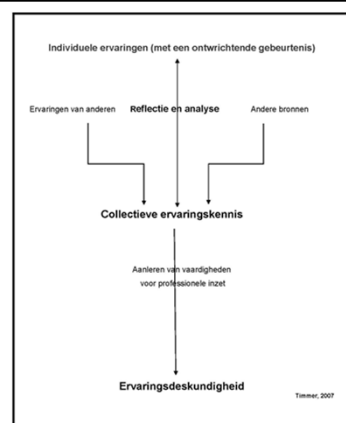 Individuele ervaringen (met een ontwrichtende gebeurtenis)
Ervaringen van anderen
Reflectie en analyse
Andere bronnen
Collectieve ervaringskennis
Aanleren van vaardigheden
voor professionele inzet
Ervaringsdeskundigheid
Timmer, 2007